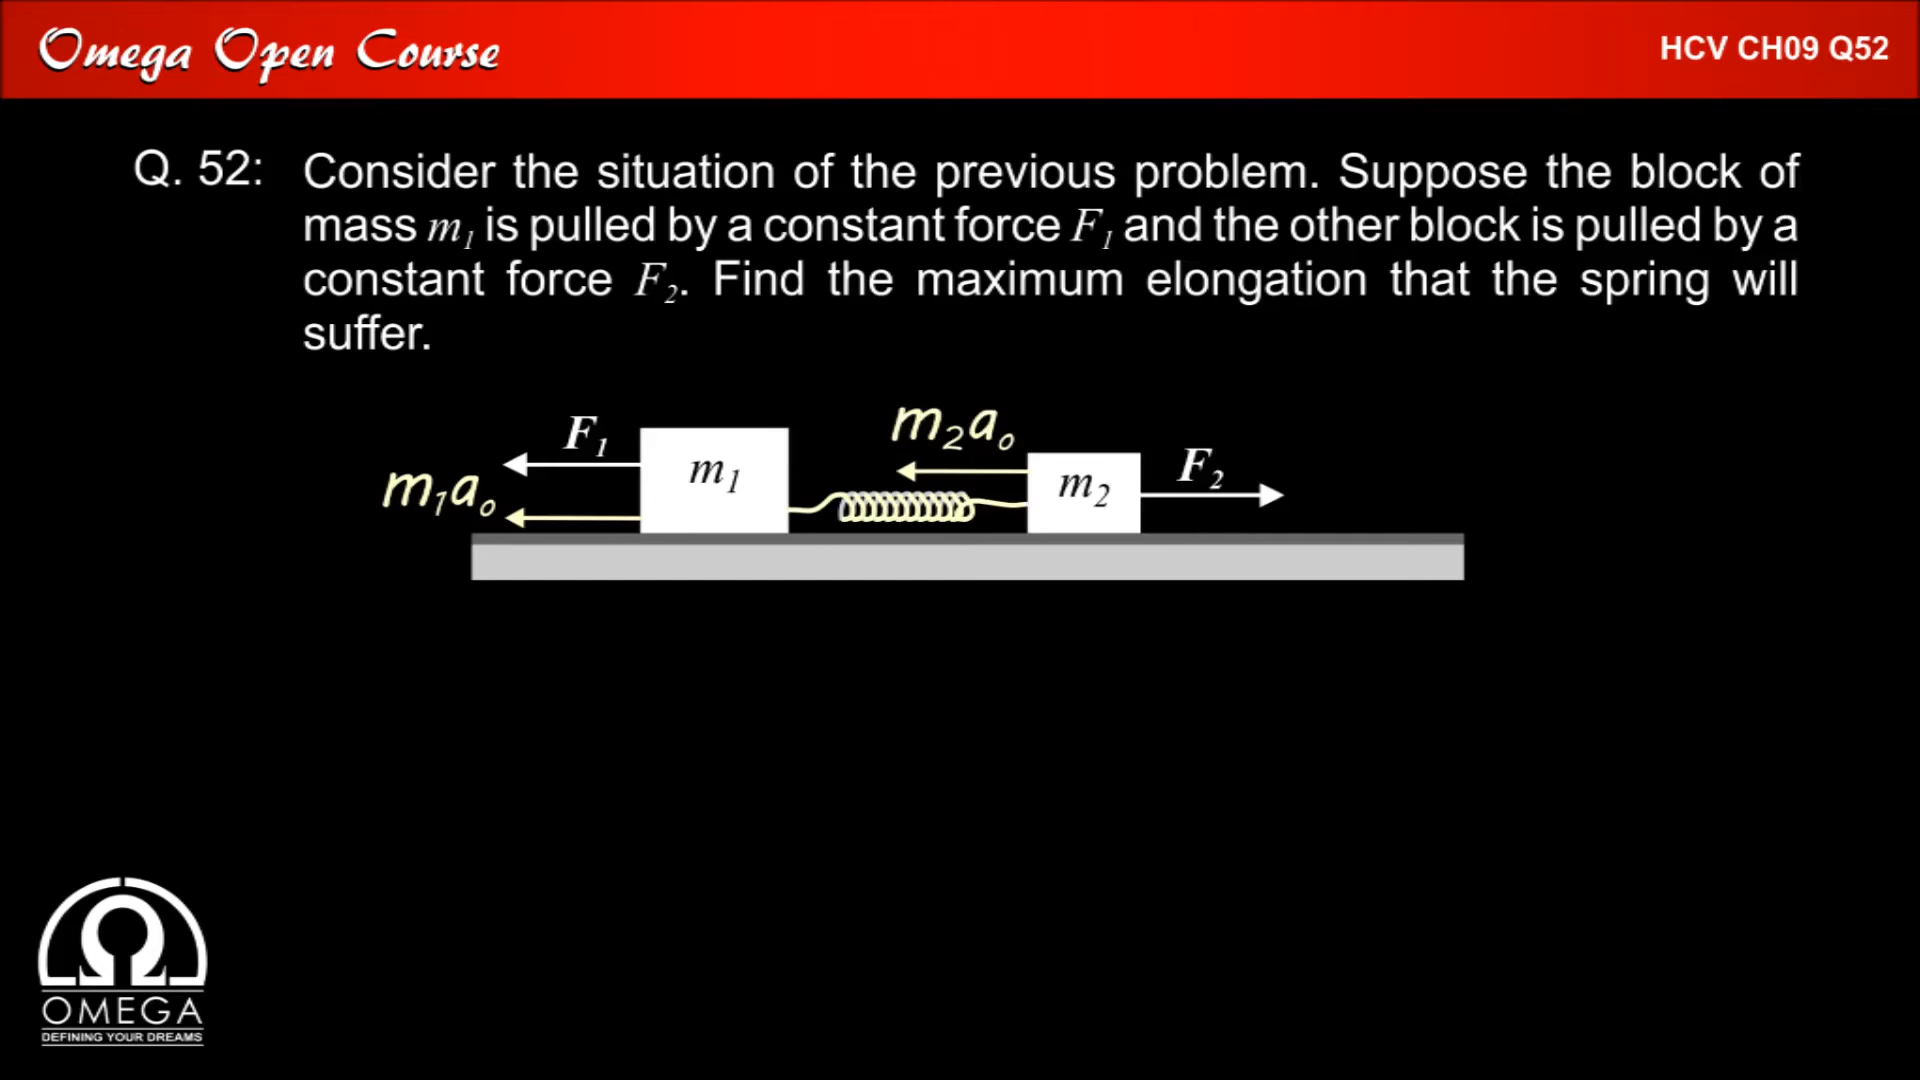 Omega Open Course
HCV CH09 Q52
Q. 52: Consider the situation of the previous problem. Suppose the block of
mass m₁ is pulled by a constant force F₁ and the other block is pulled by a
constant force F₂. Find the maximum elongation that the spring will
suffer.
F₁
m₂a₀
m₁
m₂
F₂
m₁a₀
OMEGA
DEFINING YOUR DREAMS